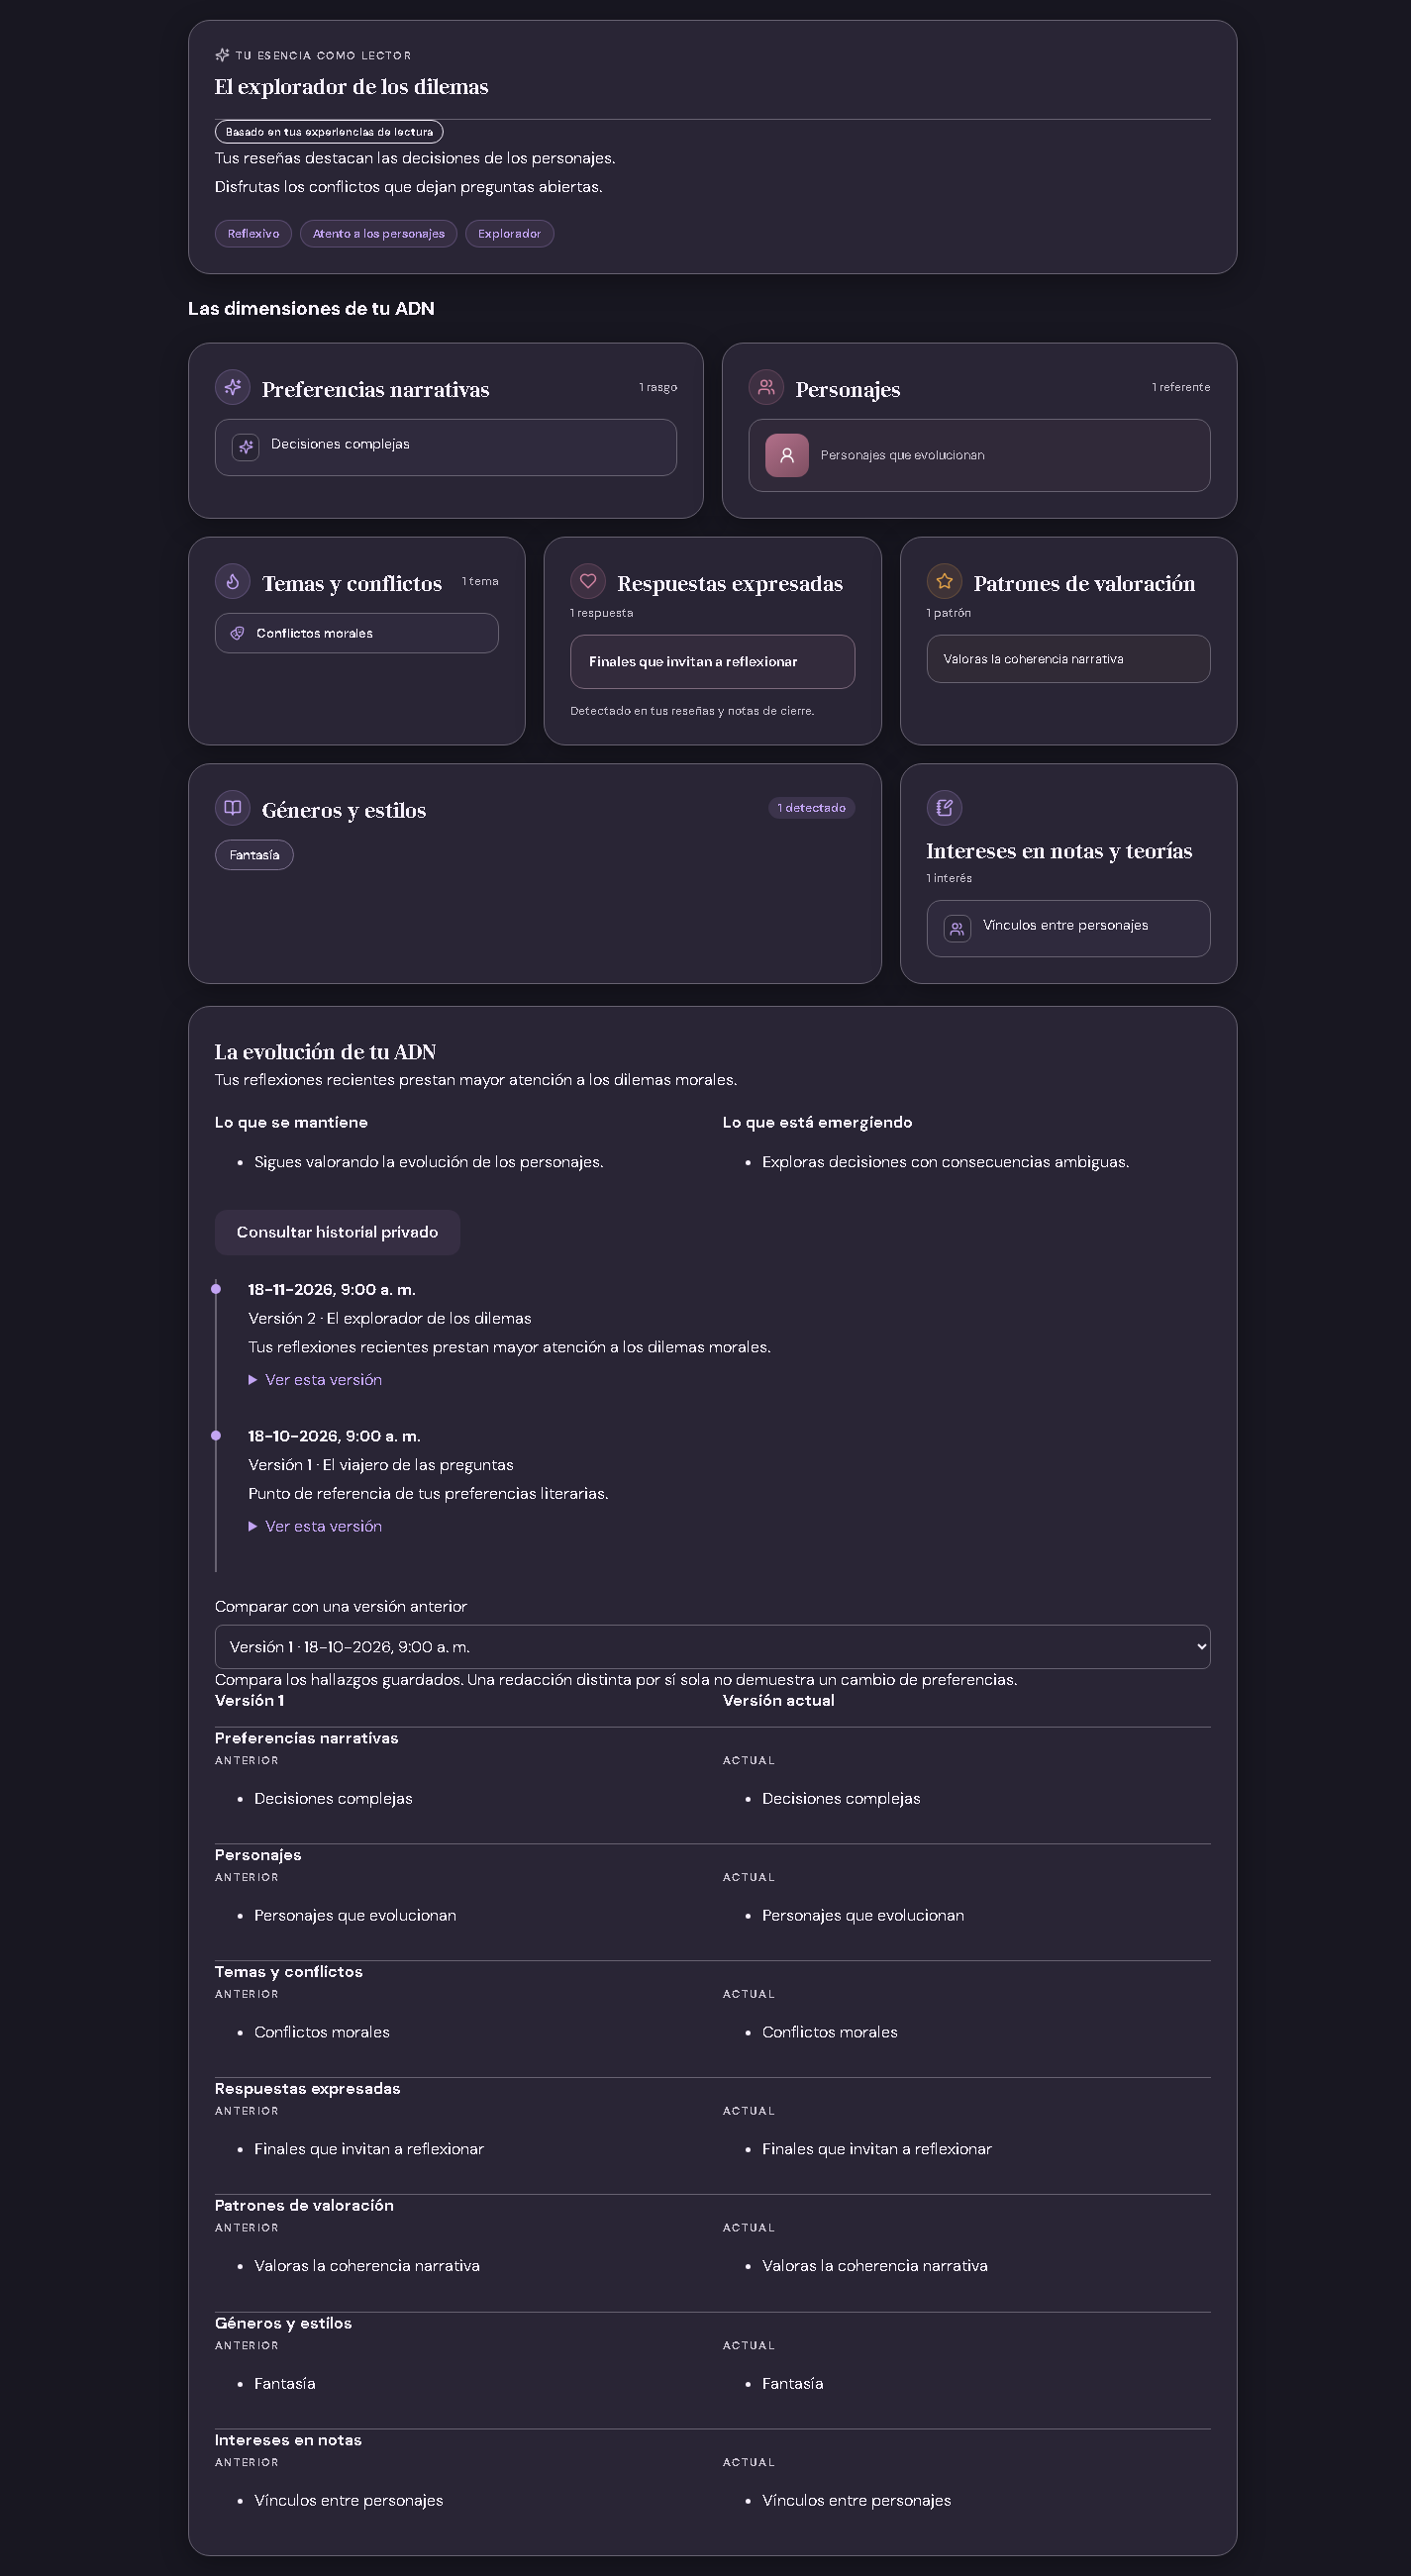 TU ESENCIA COMO LECTOR
El explorador de los dilemas
Basado en tus experiencias de lectura
Tus reseñas destacan las decisiones de los personajes.
Disfrutas los conflictos que dejan preguntas abiertas.
Reflexivo
Atento a los personajes
Explorador
Las dimensiones de tu ADN
Preferencias narrativas
1 rasgo
Decisiones complejas
Personajes
1 referente
Personajes que evolucionan
Temas y conflictos
1 tema
Conflictos morales
Respuestas expresadas
1 respuesta
Finales que invitan a reflexionar
Detectado en tus reseñas y notas de cierre.
Patrones de valoración
1 patrón
Valoras la coherencia narrativa
Géneros y estilos
1 detectado
Fantasía
Intereses en notas y teorías
1 interés
Vínculos entre personajes
La evolución de tu ADN
Tus reflexiones recientes prestan mayor atención a los dilemas morales.
Lo que se mantiene
• Sigues valorando la evolución de los personajes.
Lo que está emergiendo
• Exploras decisiones con consecuencias ambiguas.
Consultar historial privado
18-11-2026, 9:00 a. m.
Versión 2 · El explorador de los dilemas
Tus reflexiones recientes prestan mayor atención a los dilemas morales.
Ver esta versión
18-10-2026, 9:00 a. m.
Versión 1 · El viajero de las preguntas
Punto de referencia de tus preferencias literarias.
Ver esta versión
Comparar con una versión anterior
Versión 1 · 18-10-2026, 9:00 a. m.
Compara los hallazgos guardados. Una redacción distinta por sí sola no demuestra un cambio de preferencias.
Versión 1
Versión actual
Preferencias narrativas
ANTERIOR
• Decisiones complejas
ACTUAL
• Decisiones complejas
Personajes
ANTERIOR
• Personajes que evolucionan
ACTUAL
• Personajes que evolucionan
Temas y conflictos
ANTERIOR
• Conflictos morales
ACTUAL
• Conflictos morales
Respuestas expresadas
ANTERIOR
• Finales que invitan a reflexionar
ACTUAL
• Finales que invitan a reflexionar
Patrones de valoración
ANTERIOR
• Valoras la coherencia narrativa
ACTUAL
• Valoras la coherencia narrativa
Géneros y estilos
ANTERIOR
• Fantasía
ACTUAL
• Fantasía
Intereses en notas
ANTERIOR
• Vínculos entre personajes
ACTUAL
• Vínculos entre personajes